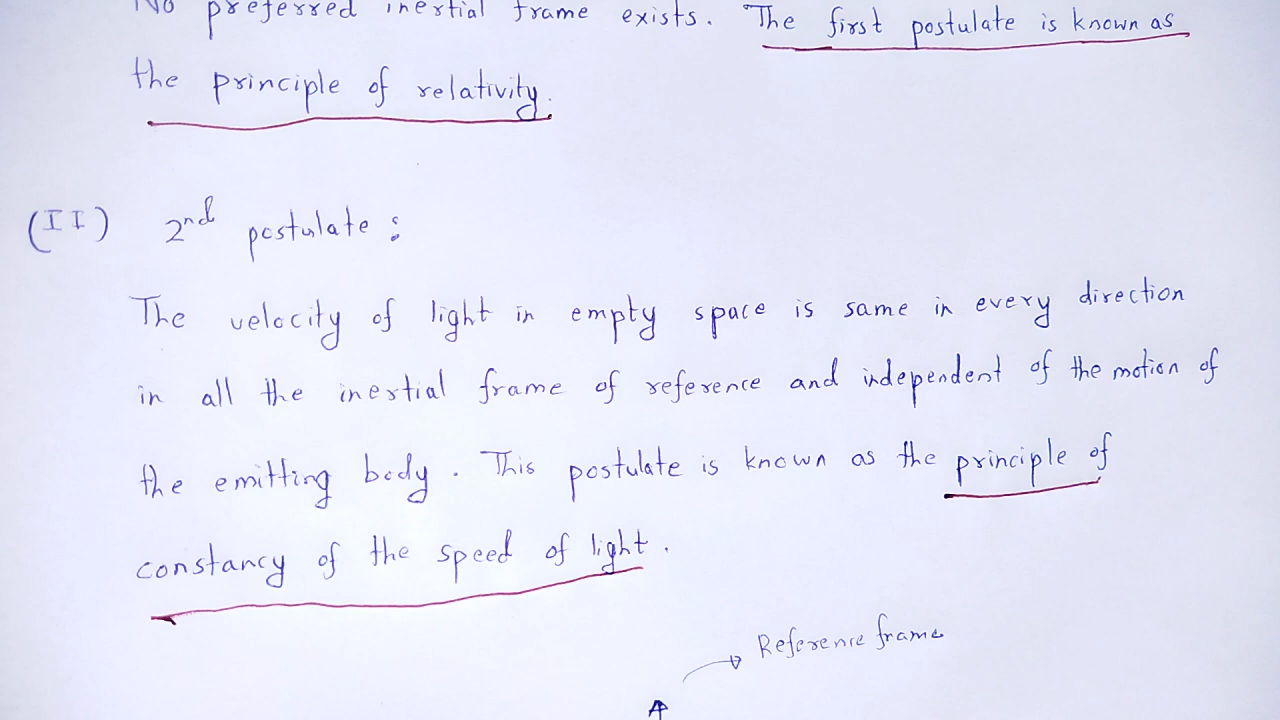 No preferred inertial frame exists. The first postulate is known as
the principle of relativity.
(II) 2nd postulate :
The velocity of light in empty space is same in every direction
in all the inertial frame of reference and independent of the motion of
the emitting body. This postulate is known as the principle of
constancy of the speed of light.
Reference frame